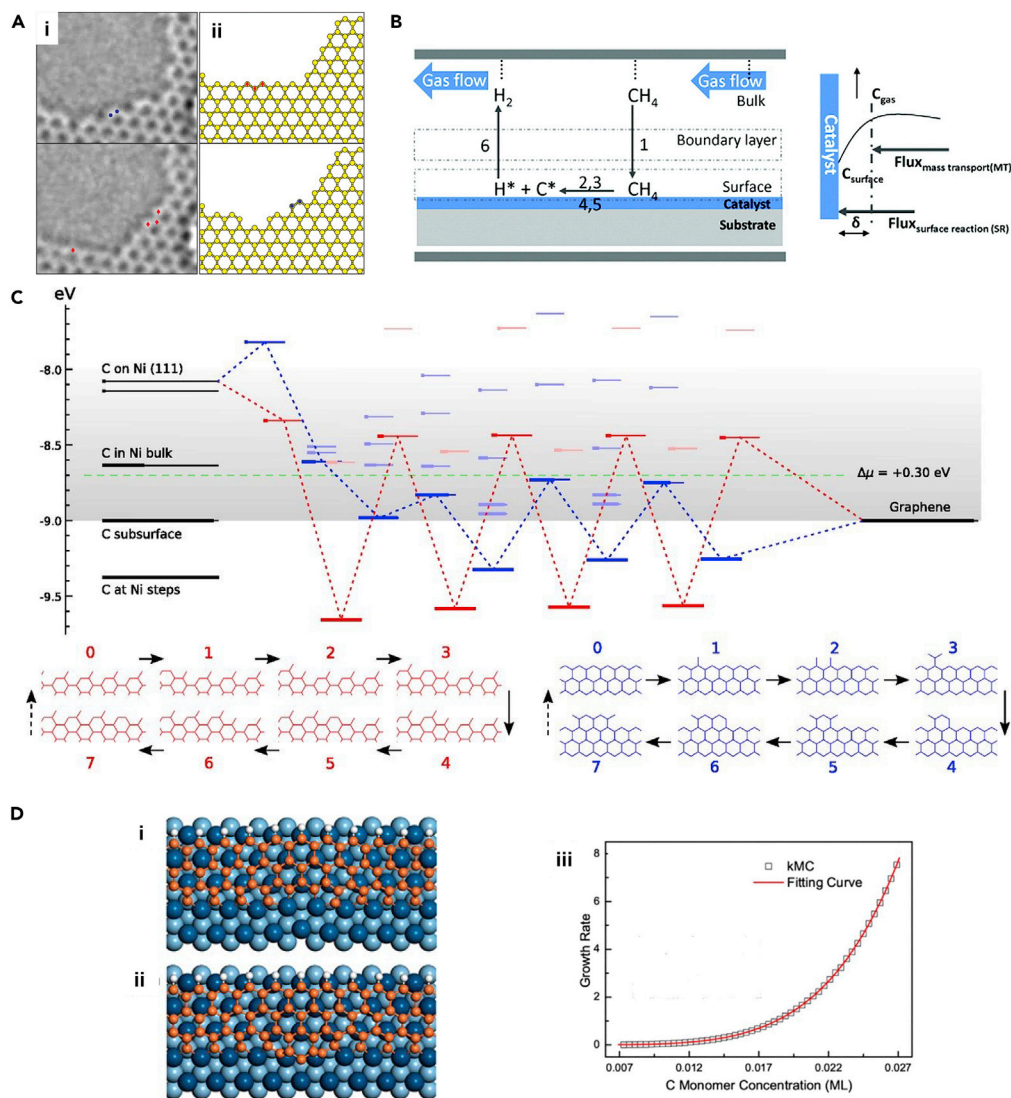 A
i
ii
B
Gas flow
Gas flow
H2
CH4
Bulk
6
1
Boundary layer
H* + C*
2,3
CH4
Surface
4,5
Catalyst
Substrate
Catalyst
Cgas
Fluxmass transport(MT)
Csurface
Fluxsurface reaction (SR)
δ
C
eV
-8.0
-8.5
-9.0
-9.5
C on Ni (111)
C in Ni bulk
C subsurface
C at Ni steps
Δμ = +0.30 eV
Graphene
0 1 2 3
7 6 5 4
0 1 2 3
7 6 5 4
D
i
ii
iii
8
6
4
2
0
Growth Rate
kMC
Fitting Curve
0.007 0.012 0.017 0.022 0.027
C Monomer Concentration (ML)